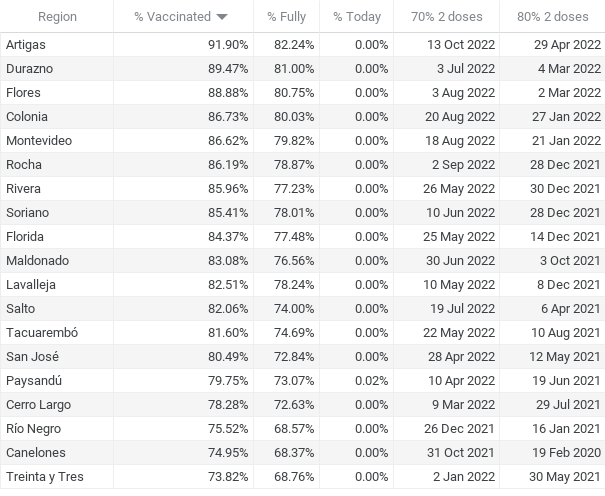 Region % Vaccinated % Fully % Today 70% 2 doses 80% 2 doses
Artigas 91.90% 82.24% 0.00% 13 Oct 2022 29 Apr 2022
Durazno 89.47% 81.00% 0.00% 3 Jul 2022 4 Mar 2022
Flores 88.88% 80.75% 0.00% 3 Aug 2022 2 Mar 2022
Colonia 86.73% 80.03% 0.00% 20 Aug 2022 27 Jan 2022
Montevideo 86.62% 79.82% 0.00% 18 Aug 2022 21 Jan 2022
Rocha 86.19% 78.87% 0.00% 2 Sep 2022 28 Dec 2021
Rivera 85.96% 77.23% 0.00% 26 May 2022 30 Dec 2021
Soriano 85.41% 78.01% 0.00% 10 Jun 2022 28 Dec 2021
Florida 84.37% 77.48% 0.00% 25 May 2022 14 Dec 2021
Maldonado 83.08% 76.56% 0.00% 30 Jun 2022 3 Oct 2021
Lavalleja 82.51% 78.24% 0.00% 10 May 2022 8 Dec 2021
Salto 82.06% 74.00% 0.00% 19 Jul 2022 6 Apr 2021
Tacuarembó 81.60% 74.69% 0.00% 22 May 2022 10 Aug 2021
San José 80.49% 72.84% 0.00% 28 Apr 2022 12 May 2021
Paysandú 79.75% 73.07% 0.02% 10 Apr 2022 19 Jun 2021
Cerro Largo 78.28% 72.63% 0.00% 9 Mar 2022 29 Jul 2021
Río Negro 75.52% 68.57% 0.00% 26 Dec 2021 16 Jan 2021
Canelones 74.95% 68.37% 0.00% 31 Oct 2021 19 Feb 2020
Treinta y Tres 73.82% 68.76% 0.00% 2 Jan 2022 30 May 2021